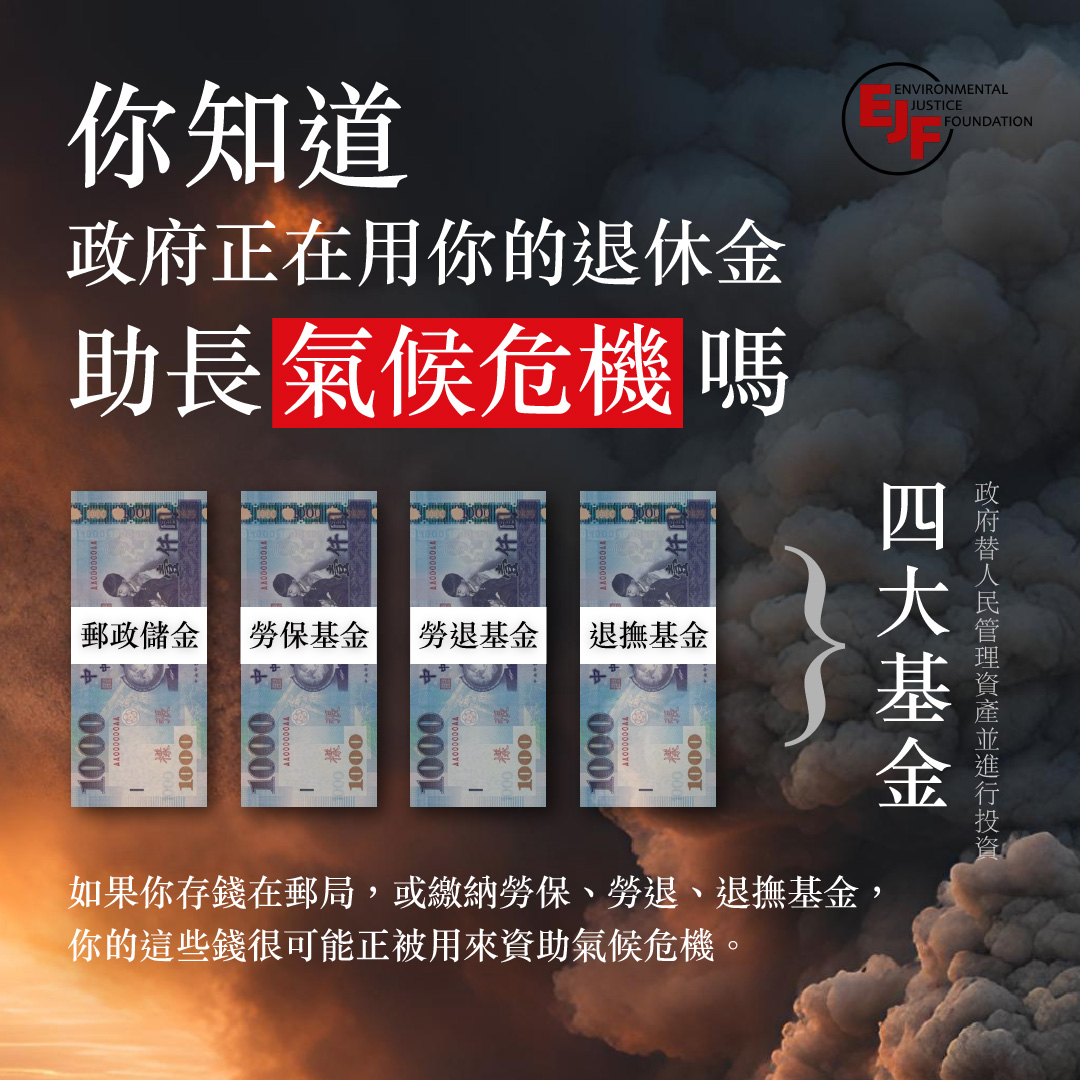 你知道
政府正在用你的退休金
助長氣候危機嗎
ENVIRONMENTAL
JUSTICE
FOUNDATION
EJF
郵政儲金
勞保基金
勞退基金
退撫基金
四大基金
政府替人民管理資產並進行投資
如果你存錢在郵局，或繳納勞保、勞退、退撫基金，
你的這些錢很可能正被用來資助氣候危機。